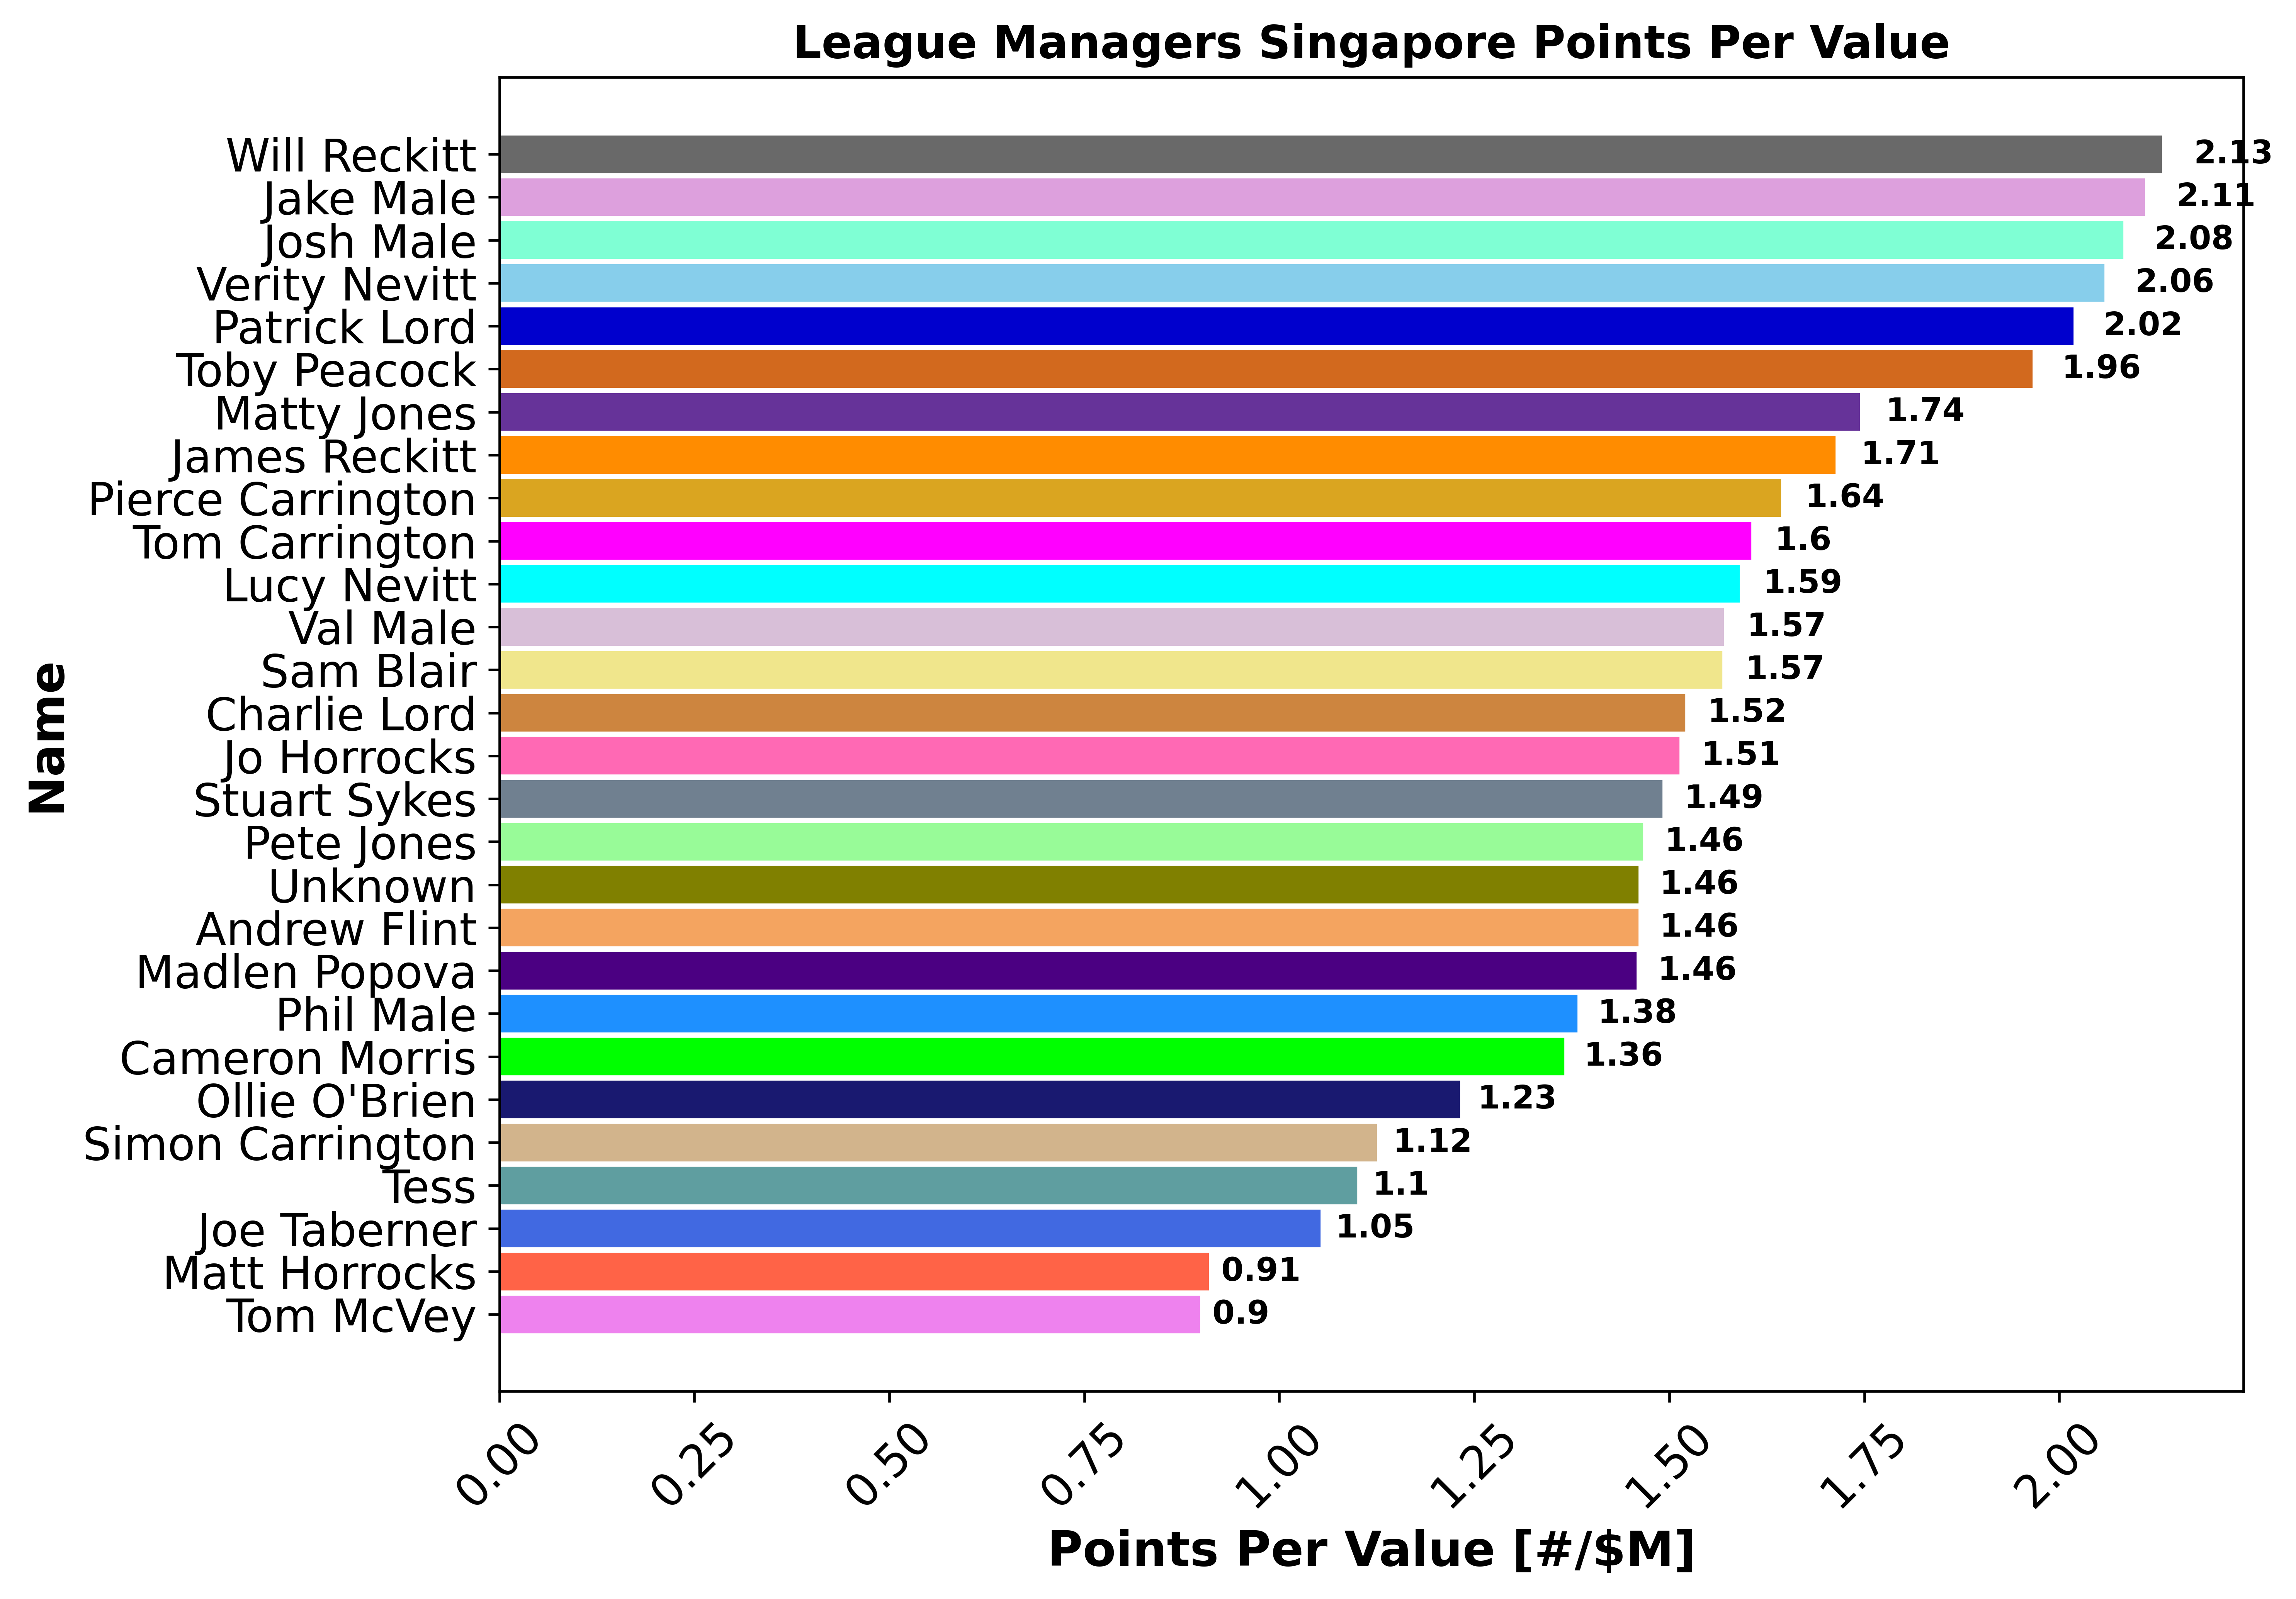 League Managers Singapore Points Per Value
Name
Will Reckitt 2.13
Jake Male 2.11
Josh Male 2.08
Verity Nevitt 2.06
Patrick Lord 2.02
Toby Peacock 1.96
Matty Jones 1.74
James Reckitt 1.71
Pierce Carrington 1.64
Tom Carrington 1.6
Lucy Nevitt 1.59
Val Male 1.57
Sam Blair 1.57
Charlie Lord 1.52
Jo Horrocks 1.51
Stuart Sykes 1.49
Pete Jones 1.46
Unknown 1.46
Andrew Flint 1.46
Madlen Popova 1.46
Phil Male 1.38
Cameron Morris 1.36
Ollie O'Brien 1.23
Simon Carrington 1.12
Tess 1.1
Joe Taberner 1.05
Matt Horrocks 0.91
Tom McVey 0.9
0.00 0.25 0.50 0.75 1.00 1.25 1.50 1.75 2.00
Points Per Value [#/$M]